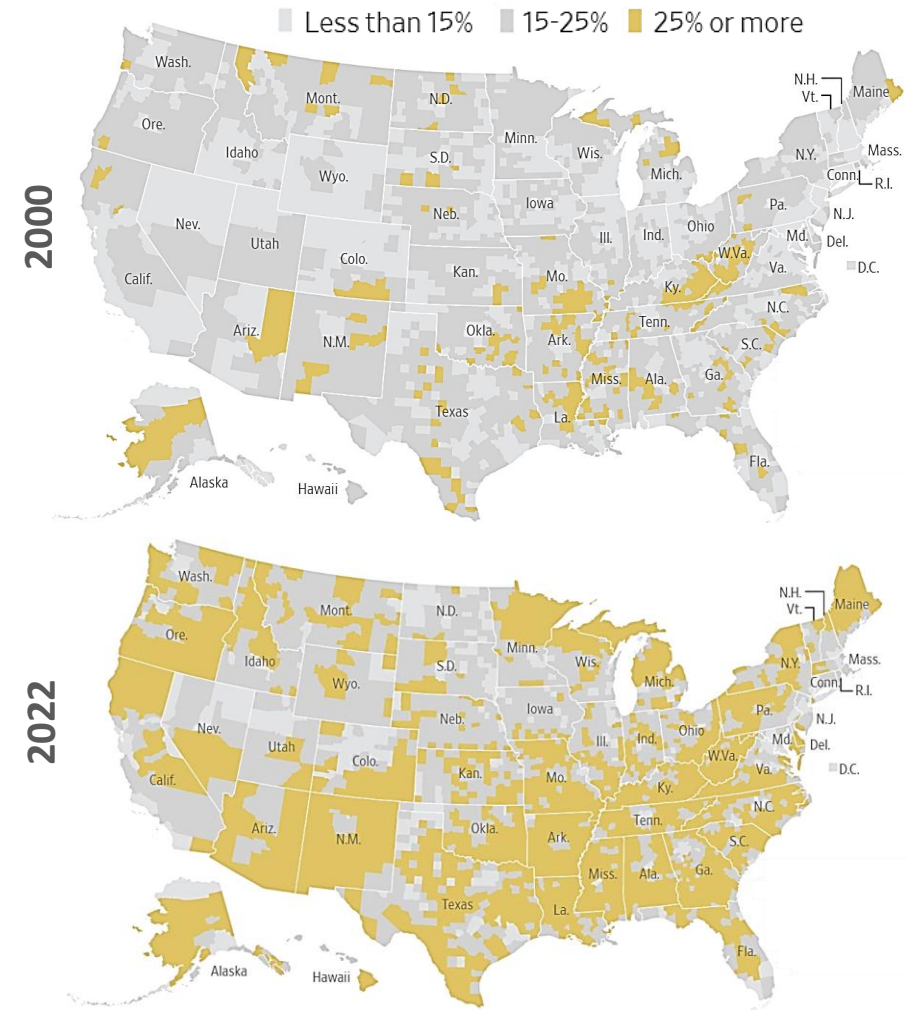 Less than 15% 15-25% 25% or more
2000
Wash.
Mont.
N.D.
Minn.
N.H.
Vt.
Maine
Ore.
Idaho
Wyo.
S.D.
Wis.
Mich.
N.Y.
Mass.
Conn.
R.I.
Nev.
Utah
Colo.
Neb.
Iowa
Ill.
Ind.
Ohio
Pa.
N.J.
Md.
Del.
D.C.
Calif.
Kan.
Mo.
Ky.
W.Va.
Va.
Ariz.
N.M.
Okla.
Ark.
Tenn.
N.C.
S.C.
Texas
La.
Miss.
Ala.
Ga.
Fla.
Alaska
Hawaii
2022
Wash.
Mont.
N.D.
Minn.
N.H.
Vt.
Maine
Ore.
Idaho
Wyo.
S.D.
Wis.
Mich.
N.Y.
Mass.
Conn.
R.I.
Nev.
Utah
Colo.
Neb.
Iowa
Ill.
Ind.
Ohio
Pa.
N.J.
Md.
Del.
D.C.
Calif.
Kan.
Mo.
Ky.
W.Va.
Va.
Ariz.
N.M.
Okla.
Ark.
Tenn.
N.C.
S.C.
Texas
La.
Miss.
Ala.
Ga.
Fla.
Alaska
Hawaii